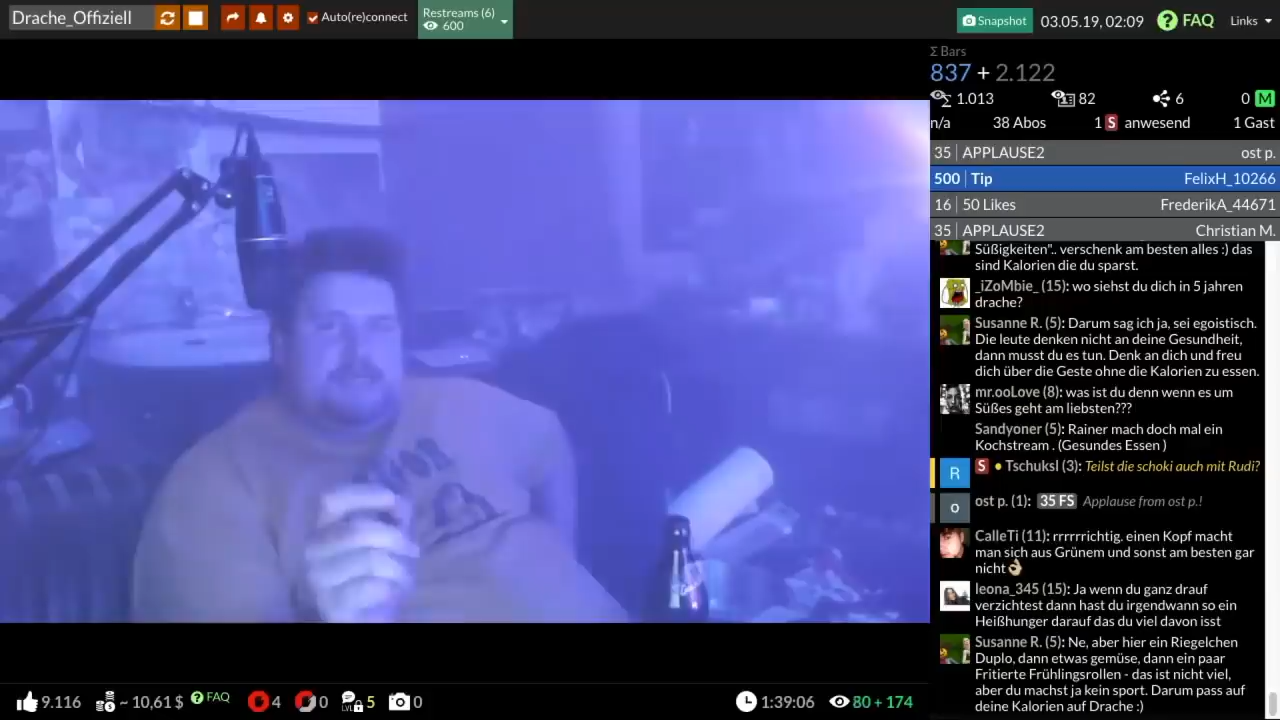 Drache_Offiziell
Auto(re)connect
Restreams (6)
600
Snapshot
03.05.19, 02:09
FAQ
Links
Σ Bars
837 + 2.122
1.013
82
6
0 M
n/a
38 Abos
1 S anwesend
1 Gast
35 | APPLAUSE2
ost p.
500 | Tip
FelixH_10266
16 | 50 Likes
FrederikA_44671
35 | APPLAUSE2
Christian M.
Süßigkeiten".. verschenk am besten alles :) das
sind Kalorien die du sparst.
_iZoMbie_ (15): wo siehst du dich in 5 jahren
drache?
Susanne R. (5): Darum sag ich ja, sei egoistisch.
Die leute denken nicht an deine Gesundheit,
dann musst du es tun. Denk an dich und freu
dich über die Geste ohne die Kalorien zu essen.
mr.ooLove (8): was ist du denn wenn es um
Süßes geht am liebsten???
Sandyoner (5): Rainer mach doch mal ein
Kochstream . (Gesundes Essen )
R
S • Tschuksl (3): Teilst die schoki auch mit Rudi?
o
ost p. (1): 35 FS Applause from ost p.!
CalleTi (11): rrrrrrichtig. einen Kopf macht
man sich aus Grünem und sonst am besten gar
nicht👌🏼
leona_345 (15): Ja wenn du ganz drauf
verzichtest dann hast du irgendwann so ein
Heißhunger darauf das du viel davon isst
Susanne R. (5): Ne, aber hier ein Riegelchen
Duplo, dann etwas gemüse, dann ein paar
Fritierte Frühlingsrollen - das ist nicht viel,
aber du machst ja kein sport. Darum pass auf
deine Kalorien auf Drache :)
9.116
~ 10,61 $
FAQ
4
0
LVL 6
5
0
1:39:06
80 + 174